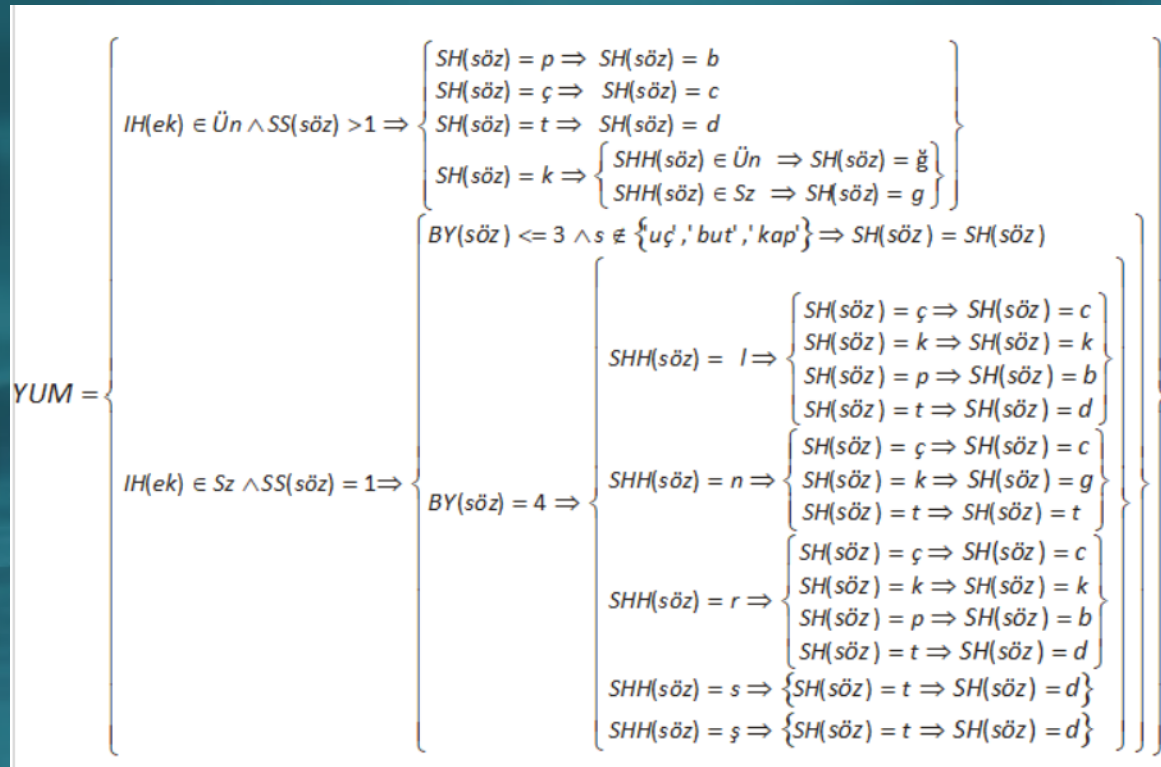 SH(söz) = p ⇒ SH(söz) = b
SH(söz) = ç ⇒ SH(söz) = c
IH(ek) ∈ Ün ∧ SS(söz) >1 ⇒
SH(söz) = t ⇒ SH(söz) = d
SHH(söz) ∈ Ün ⇒ SH(söz) = ğ
SH(söz) = k ⇒
SHH(söz) ∈ Sz ⇒ SH(söz) = g
BY(söz) <= 3 ∧ s ∉ {'uç','but','kap'} ⇒ SH(söz) = SH(söz)
SH(söz) = ç ⇒ SH(söz) = c
SHH(söz) = l ⇒
SH(söz) = k ⇒ SH(söz) = k
SH(söz) = p ⇒ SH(söz) = b
YUM =
SH(söz) = t ⇒ SH(söz) = d
SH(söz) = ç ⇒ SH(söz) = c
IH(ek) ∈ Sz ∧ SS(söz) = 1 ⇒
BY(söz) = 4 ⇒
SHH(söz) = n ⇒
SH(söz) = k ⇒ SH(söz) = g
SH(söz) = t ⇒ SH(söz) = t
SH(söz) = ç ⇒ SH(söz) = c
SHH(söz) = r ⇒
SH(söz) = k ⇒ SH(söz) = k
SH(söz) = p ⇒ SH(söz) = b
SH(söz) = t ⇒ SH(söz) = d
SHH(söz) = s ⇒ {SH(söz) = t ⇒ SH(söz) = d}
SHH(söz) = ş ⇒ {SH(söz) = t ⇒ SH(söz) = d}